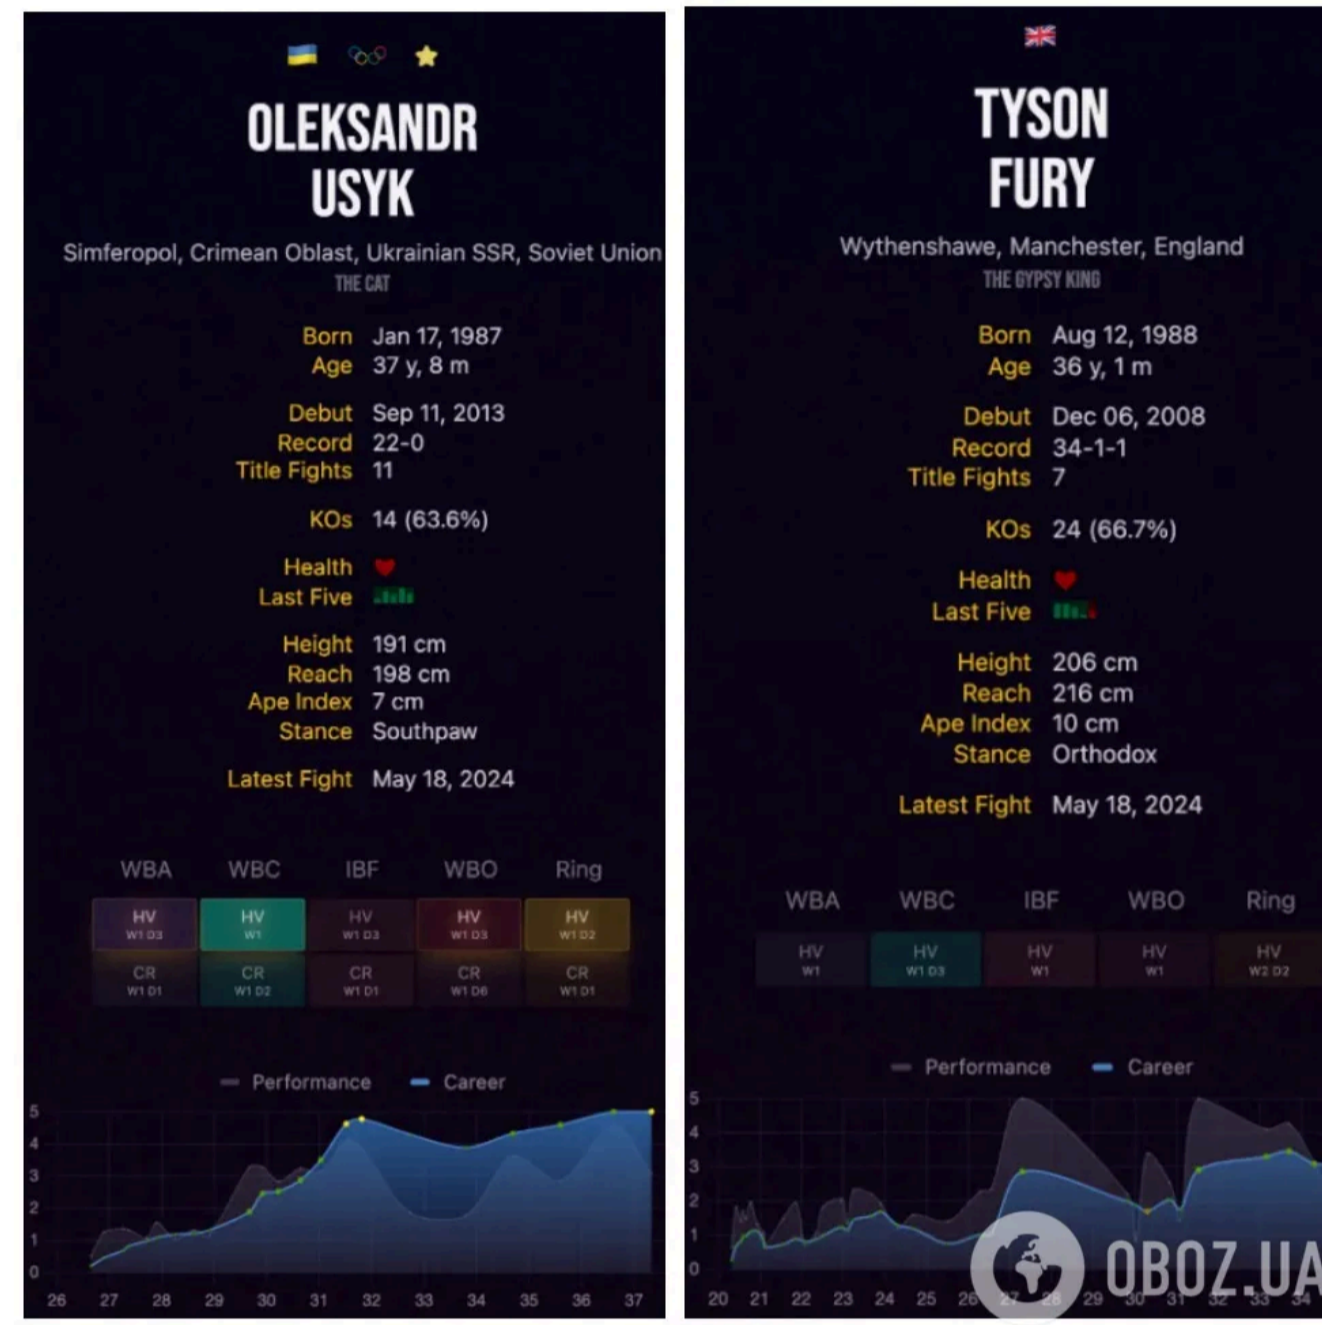 OLEKSANDR
USYK
Simferopol, Crimean Oblast, Ukrainian SSR, Soviet Union
THE CAT
Born Jan 17, 1987
Age 37 y, 8 m
Debut Sep 11, 2013
Record 22-0
Title Fights 11
KOs 14 (63.6%)
Health
Last Five
Height 191 cm
Reach 198 cm
Ape Index 7 cm
Stance Southpaw
Latest Fight May 18, 2024
WBA WBC IBF WBO Ring
HV HV HV HV HV
W1 D3 W1 W1 D3 W1 D3 W1 D2
CR CR CR CR CR
W1 D1 W1 D2 W1 D1 W1 D6 W1 D1
Performance Career
5
4
3
2
1
0
26 27 28 29 30 31 32 33 34 35 36 37
TYSON
FURY
Wythenshawe, Manchester, England
THE GYPSY KING
Born Aug 12, 1988
Age 36 y, 1 m
Debut Dec 06, 2008
Record 34-1-1
Title Fights 7
KOs 24 (66.7%)
Health
Last Five
Height 206 cm
Reach 216 cm
Ape Index 10 cm
Stance Orthodox
Latest Fight May 18, 2024
WBA WBC IBF WBO Ring
HV HV HV HV HV
W1 W1 D3 W1 W1 W2 D2
Performance Career
5
4
3
2
1
0
20 21 22 23 24 25 26 27 28 29 30 31 32 33 34
OBOZ.UA